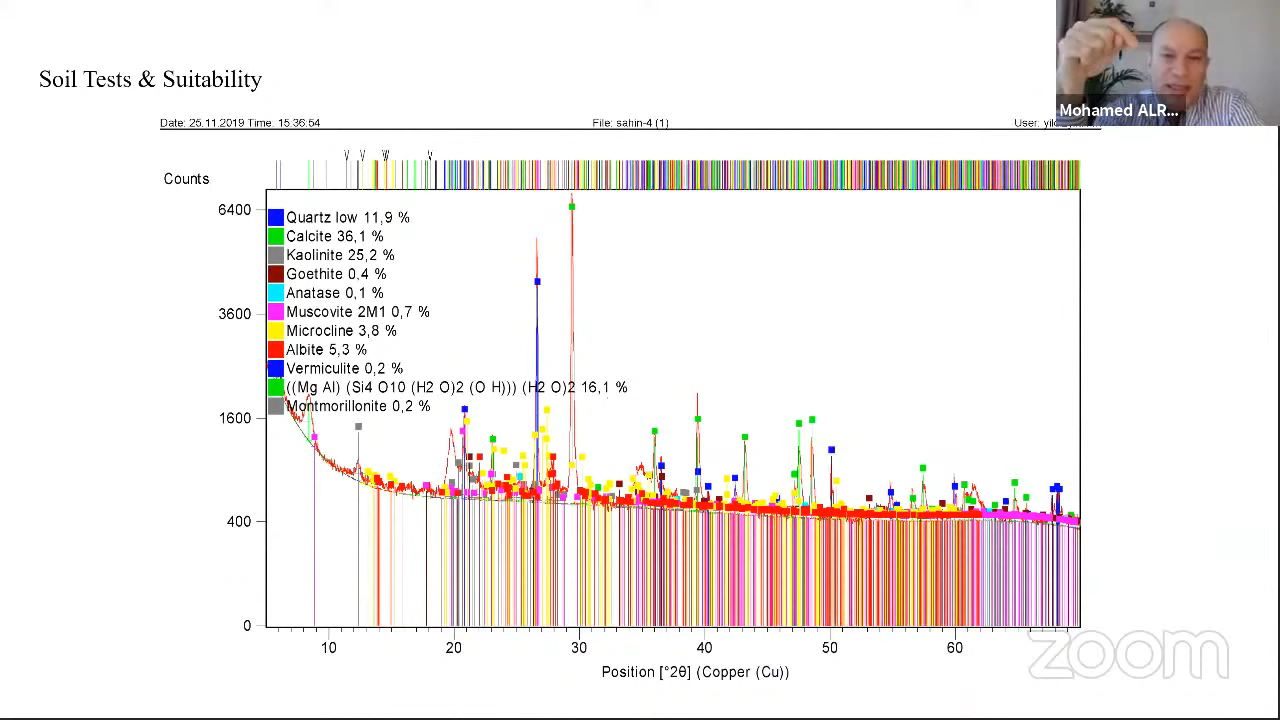 Soil Tests & Suitability
Mohamed ALR...
Date: 25.11.2019 Time: 15:36:54 File: sahin-4 (1) User:
Counts
6400
3600
1600
400
0
Quartz low 11,9 %
Calcite 36,1 %
Kaolinite 25,2 %
Goethite 0,4 %
Anatase 0,1 %
Muscovite 2M1 0,7 %
Microcline 3,8 %
Albite 5,3 %
Vermiculite 0,2 %
((Mg Al) (Si4 O10 (H2 O)2 (O H))) (H2 O)2 16,1 %
Montmorillonite 0,2 %
10 20 30 40 50 60
Position [°2θ] (Copper (Cu))
zoom